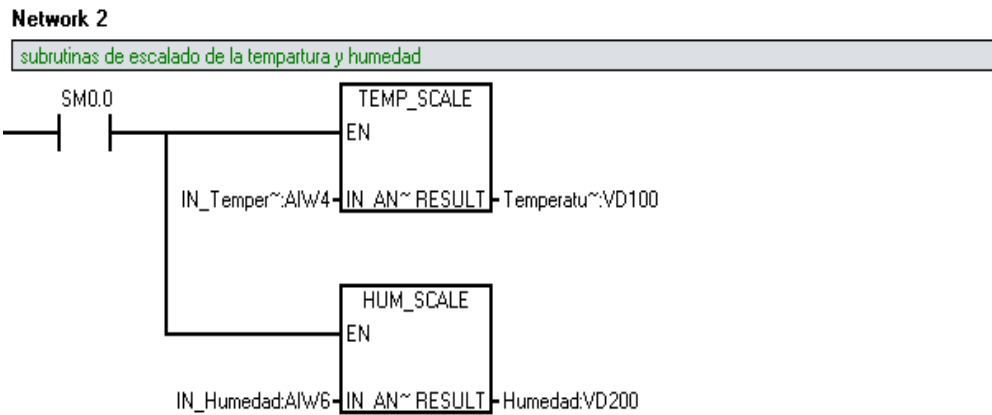 Network 2
subrutinas de escalado de la tempartura y humedad
SM0.0
TEMP_SCALE
EN
IN_Temper~:AIW4 IN_AN~ RESULT Temperatu~:VD100
HUM_SCALE
EN
IN_Humedad:AIW6 IN_AN~ RESULT Humedad:VD200